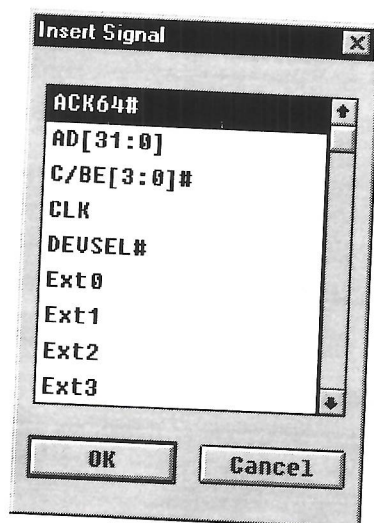 Insert Signal
ACK64#
AD[31:0]
C/BE[3:0]#
CLK
DEVSEL#
Ext0
Ext1
Ext2
Ext3
OK
Cancel